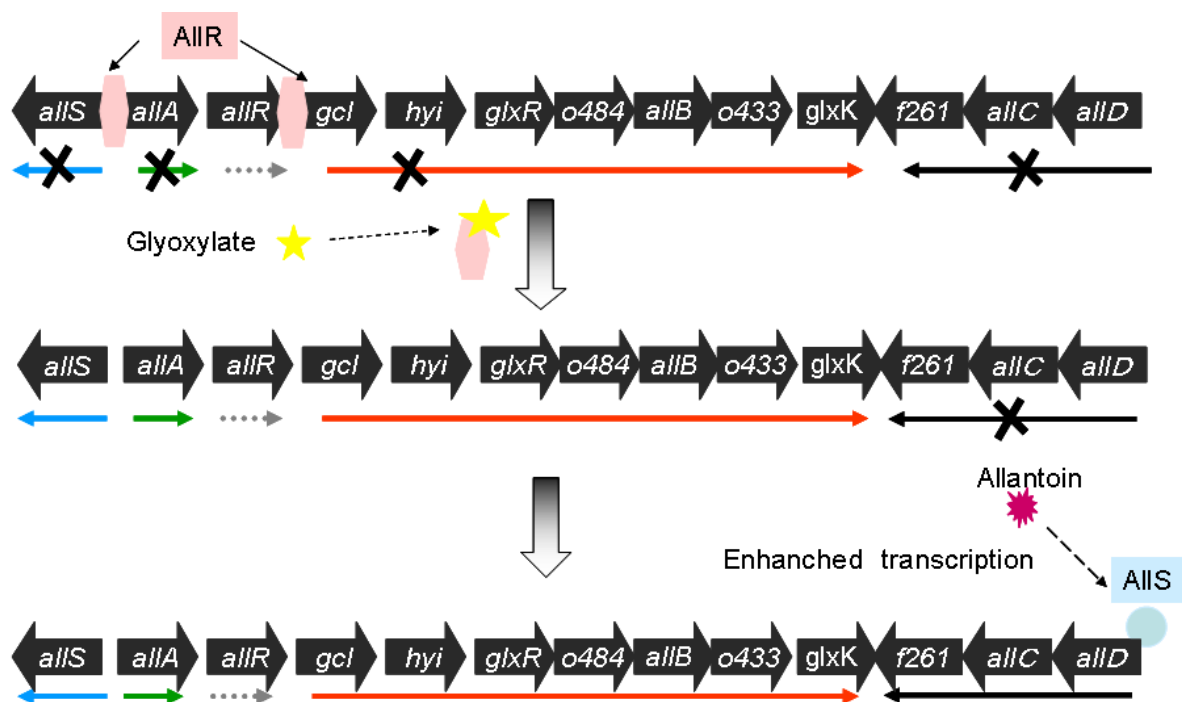 AllR
allS allA allR gcl hyi glxR o484 allB o433 glxK f261 allC allD
Glyoxylate
allS allA allR gcl hyi glxR o484 allB o433 glxK f261 allC allD
Allantoin
Enhanched transcription
AllS
allS allA allR gcl hyi glxR o484 allB o433 glxK f261 allC allD